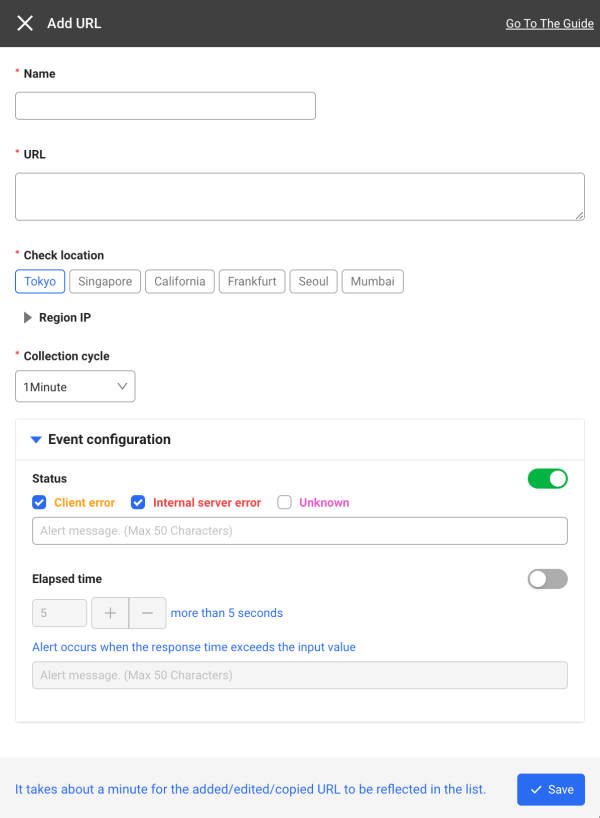 Add URL Go To The Guide
* Name
* URL
* Check location
Tokyo Singapore California Frankfurt Seoul Mumbai
Region IP
* Collection cycle
1Minute
Event configuration
Status
Client error Internal server error Unknown
Alert message. (Max 50 Characters)
Elapsed time
5 + − more than 5 seconds
Alert occurs when the response time exceeds the input value
Alert message. (Max 50 Characters)
It takes about a minute for the added/edited/copied URL to be reflected in the list. Save